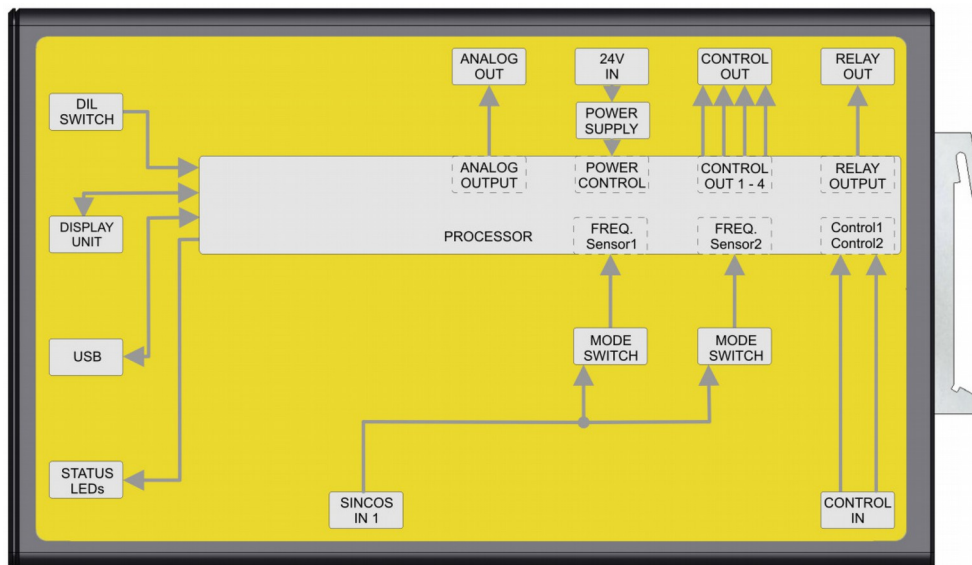 ANALOG
OUT
24V
IN
CONTROL
OUT
RELAY
OUT
DIL
SWITCH
POWER
SUPPLY
ANALOG
OUTPUT
POWER
CONTROL
CONTROL
OUT 1 - 4
RELAY
OUTPUT
DISPLAY
UNIT
PROCESSOR
FREQ.
Sensor1
FREQ.
Sensor2
Control1
Control2
USB
MODE
SWITCH
MODE
SWITCH
STATUS
LEDs
SINCOS
IN 1
CONTROL
IN